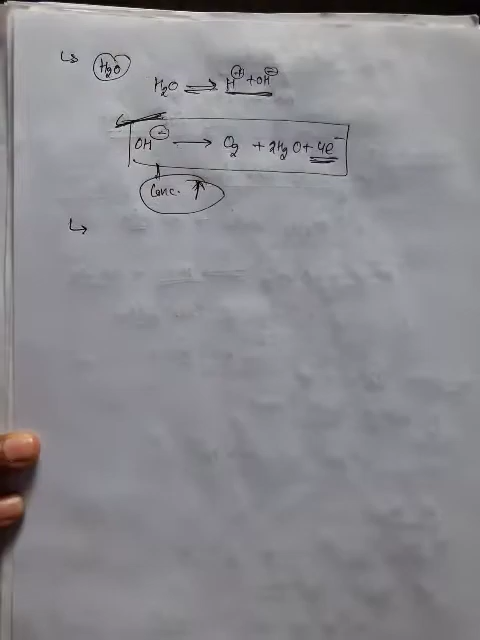 ↳ H₂O
H₂O ⇌ H⊕ + OH⊖
OH⊖ → O₂ + 2H₂O + 4e⁻
Conc. ↑
↳